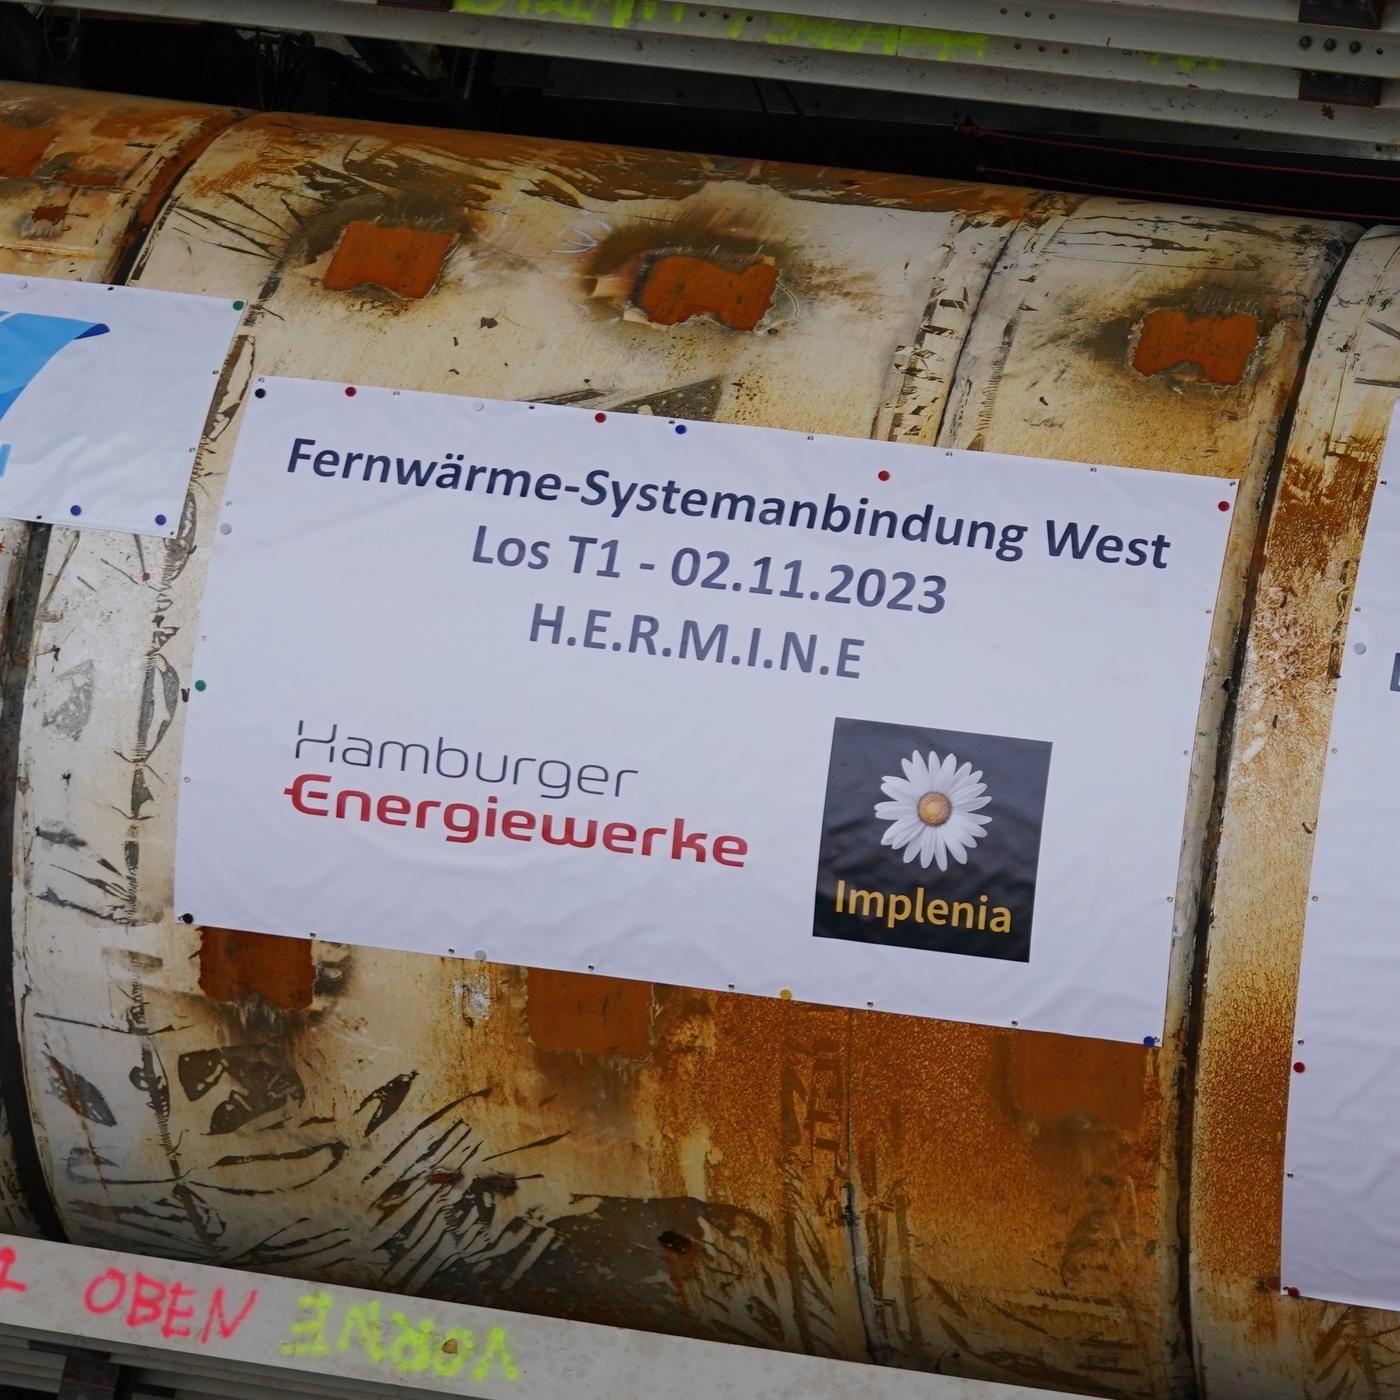 Fernwärme-Systemanbindung West
Los T1 - 02.11.2023
H.E.R.M.I.N.E
Hamburger
Energiewerke
Implenia
OBEN VORNE